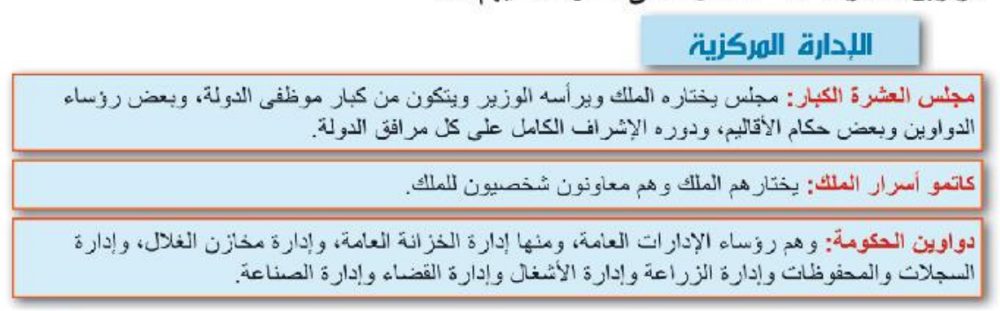 الإدارة المركزية
مجلس العشرة الكبار: مجلس يختاره الملك ويرأسه الوزير ويتكون من كبار موظفى الدولة، وبعض رؤساء
الدواوين وبعض حكام الأقاليم، ودوره الإشراف الكامل على كل مرافق الدولة.
كاتمو أسرار الملك: يختارهم الملك وهم معاونون شخصيون للملك.
دواوين الحكومة: وهم رؤساء الإدارات العامة، ومنها إدارة الخزانة العامة، وإدارة مخازن الغلال، وإدارة
السجلات والمحفوظات وإدارة الزراعة وإدارة الأشغال وإدارة القضاء وإدارة الصناعة.